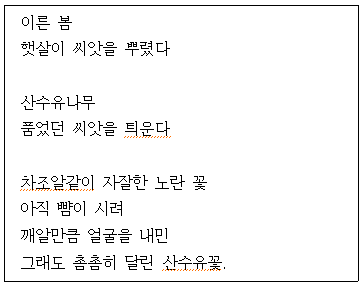 이른 봄
햇살이 씨앗을 뿌렸다
산수유나무
품었던 씨앗을 틔운다
차조알같이 자잘한 노란 꽃
아직 뺨이 시려
깨알만큼 얼굴을 내민
그래도 촘촘히 달린 산수유꽃.